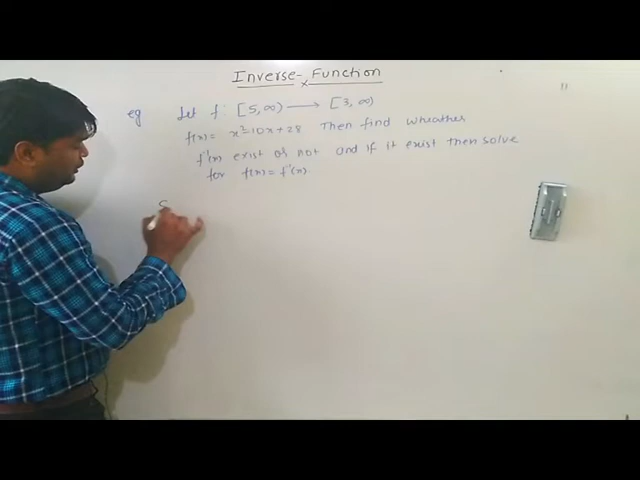 Inverse-Function
eg Let f: [5,∞) ⟶ [3,∞)
f(x)= x²-10x+28 Then find wheather
f⁻¹(x) exist or not and if it exist then solve
for f(x)=f⁻¹(x)
S